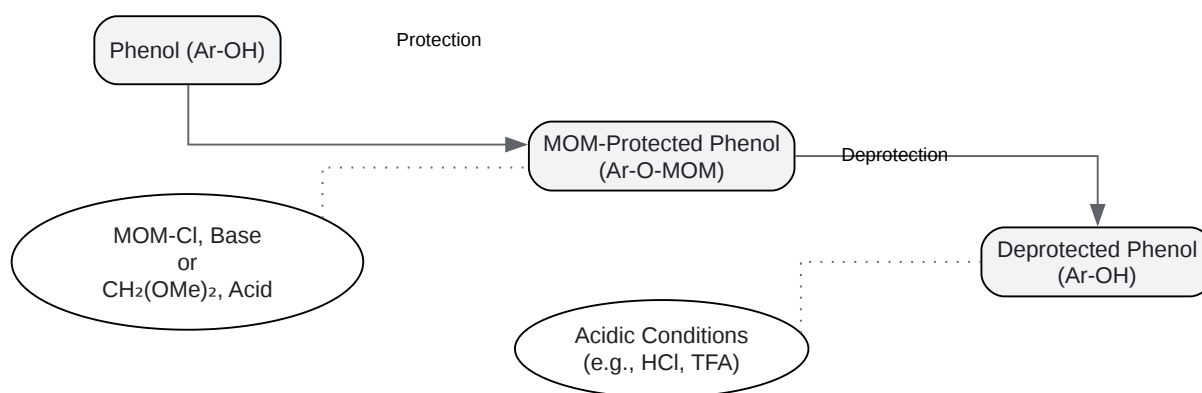 Phenol (Ar-OH)
Protection
MOM-Protected Phenol
(Ar-O-MOM)
Deprotection
MOM-Cl, Base
or
CH₂(OMe)₂, Acid
Deprotected Phenol
(Ar-OH)
Acidic Conditions
(e.g., HCl, TFA)